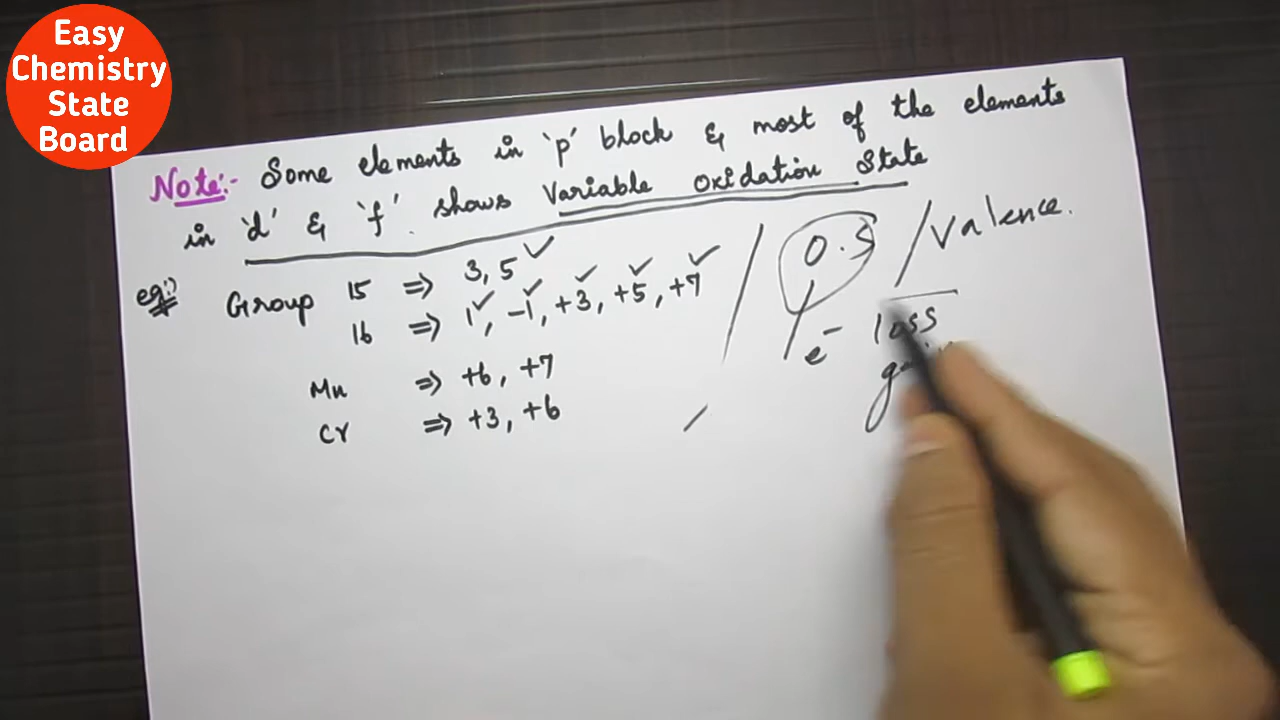 Easy
Chemistry
State
Board
Note:- Some elements in 'p' block & most of the elements
in 'd' & 'f'. shows Variable Oxidation State
eg:) Group 15 ⇒ 3, 5 ✓
16 ⇒ 1, -1, +3, +5, +7
Mn ⇒ +6, +7
Cr ⇒ +3, +6
/ O.S / Valence.
e⁻ loss